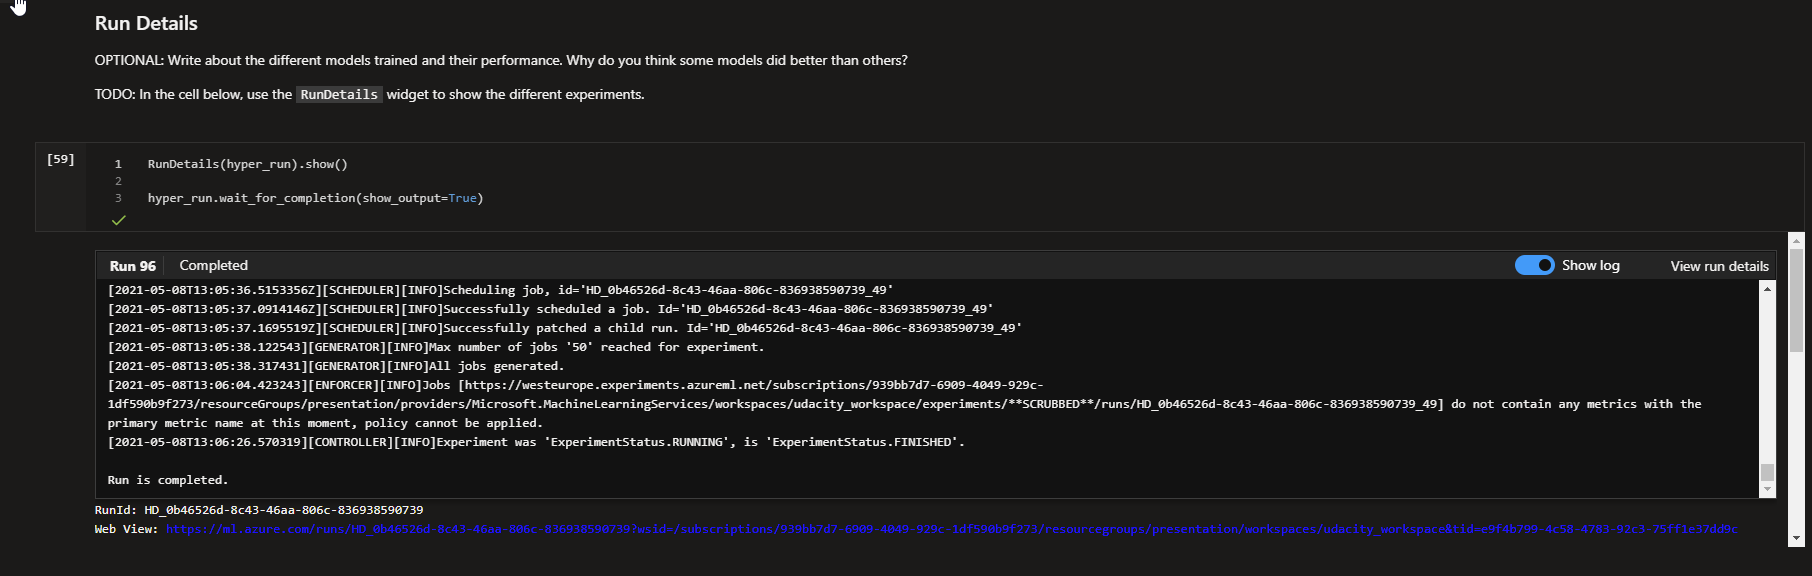 Run Details
OPTIONAL: Write about the different models trained and their performance. Why do you think some models did better than others?
TODO: In the cell below, use the RunDetails widget to show the different experiments.
[59]
1 RunDetails(hyper_run).show()
2
3 hyper_run.wait_for_completion(show_output=True)
Run 96 Completed Show log View run details
[2021-05-08T13:05:36.5153356Z][SCHEDULER][INFO]Scheduling job, id='HD_0b46526d-8c43-46aa-806c-836938590739_49'
[2021-05-08T13:05:37.0914146Z][SCHEDULER][INFO]Successfully scheduled a job. Id='HD_0b46526d-8c43-46aa-806c-836938590739_49'
[2021-05-08T13:05:37.1695519Z][SCHEDULER][INFO]Successfully patched a child run. Id='HD_0b46526d-8c43-46aa-806c-836938590739_49'
[2021-05-08T13:05:38.122543][GENERATOR][INFO]Max number of jobs '50' reached for experiment.
[2021-05-08T13:05:38.317431][GENERATOR][INFO]All jobs generated.
[2021-05-08T13:06:04.423243][ENFORCER][INFO]Jobs [https://westeurope.experiments.azureml.net/subscriptions/939bb7d7-6909-4049-929c-
1df590b9f273/resourceGroups/presentation/providers/Microsoft.MachineLearningServices/workspaces/udacity_workspace/experiments/**SCRUBBED**/runs/HD_0b46526d-8c43-46aa-806c-836938590739_49] do not contain any metrics with the
primary metric name at this moment, policy cannot be applied.
[2021-05-08T13:06:26.570319][CONTROLLER][INFO]Experiment was 'ExperimentStatus.RUNNING', is 'ExperimentStatus.FINISHED'.
Run is completed.
RunId: HD_0b46526d-8c43-46aa-806c-836938590739
Web View: https://ml.azure.com/runs/HD_0b46526d-8c43-46aa-806c-836938590739?wsid=/subscriptions/939bb7d7-6909-4049-929c-1df590b9f273/resourcegroups/presentation/workspaces/udacity_workspace&tid=e9f4b799-4c58-4783-92c3-75ff1e37dd9c